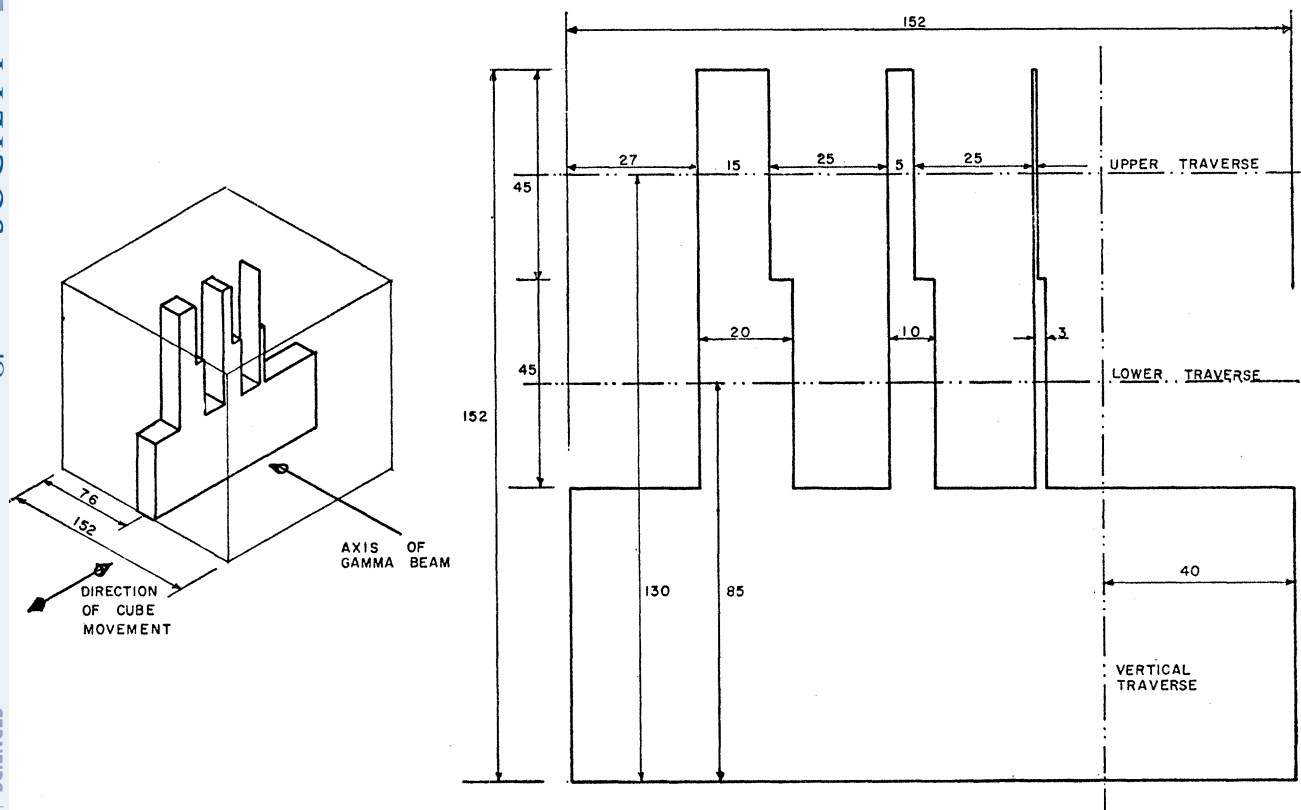 152
27
15
25
5
25
UPPER TRAVERSE
45
20
10
3
45
LOWER TRAVERSE
152
76
152
AXIS OF
GAMMA BEAM
DIRECTION
OF CUBE
MOVEMENT
130
85
40
VERTICAL
TRAVERSE